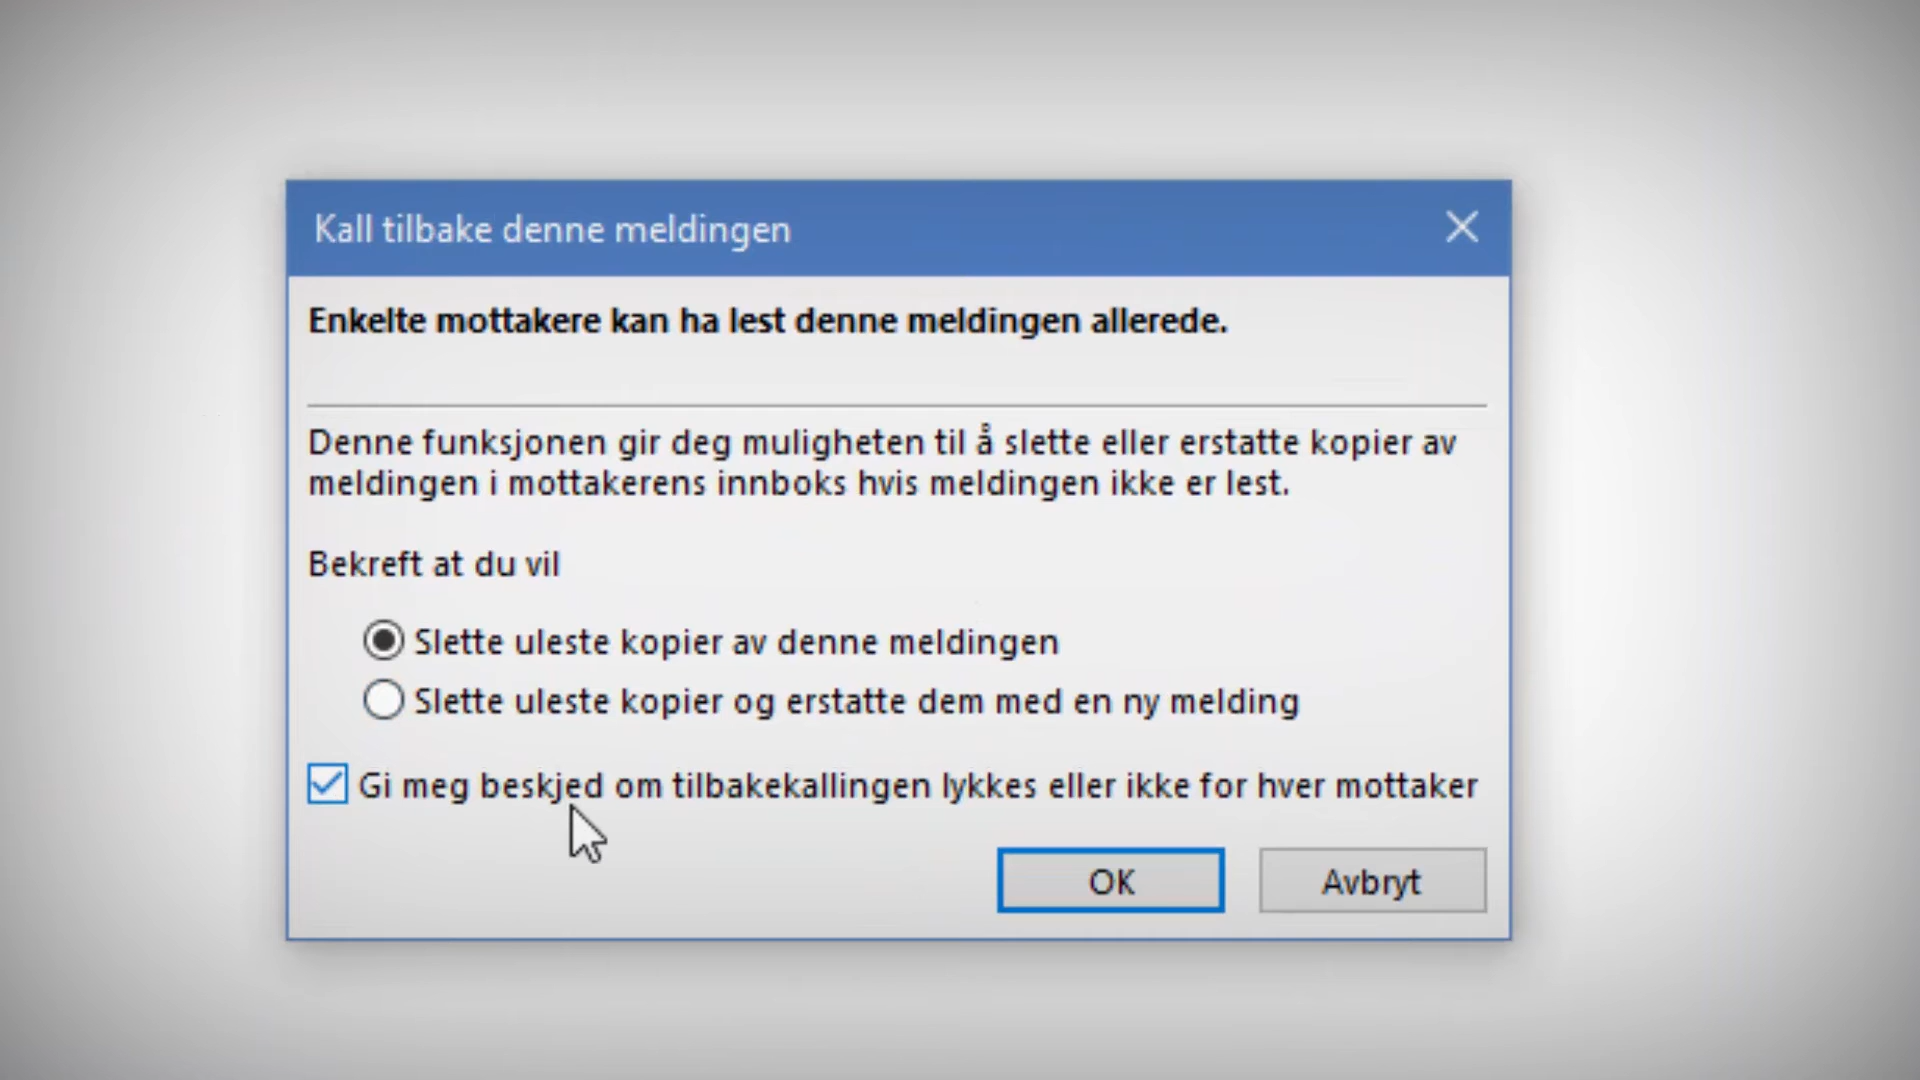 Kall tilbake denne meldingen
Enkelte mottakere kan ha lest denne meldingen allerede.
Denne funksjonen gir deg muligheten til å slette eller erstatte kopier av
meldingen i mottakerens innboks hvis meldingen ikke er lest.
Bekreft at du vil
Slette uleste kopier av denne meldingen
Slette uleste kopier og erstatte dem med en ny melding
Gi meg beskjed om tilbakekallingen lykkes eller ikke for hver mottaker
OK
Avbryt